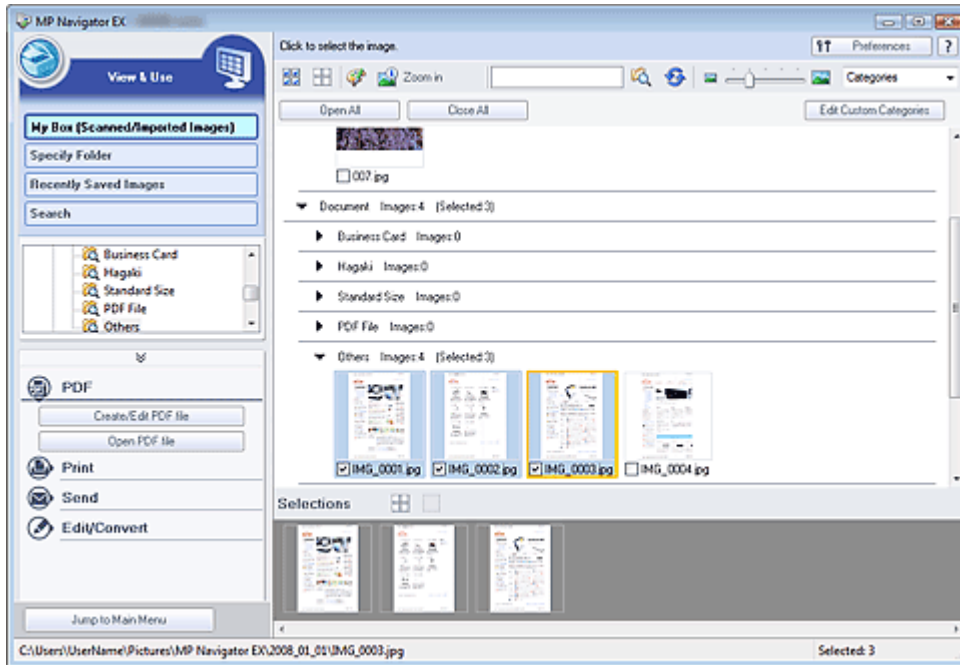 MP Navigator EX
View & Use
My Box (Scanned/Imported Images)
Specify Folder
Recently Saved Images
Search
Business Card
Hagaki
Standard Size
PDF File
Others
PDF
Create/Edit PDF file
Open PDF file
Print
Send
Edit/Convert
Jump to Main Menu
Click to select the image.
Preferences ?
Zoom in
Categories
Open All Close All Edit Custom Categories
007.jpg
Document Images:4 (Selected:3)
Business Card Images:0
Hagaki Images:0
Standard Size Images:0
PDF File Images:0
Others Images:4 (Selected:3)
IMG_0001.jpg IMG_0002.jpg IMG_0003.jpg IMG_0004.jpg
Selections
C:\Users\UserName\Pictures\MP Navigator EX\2008_01_01\IMG_0003.jpg Selected: 3